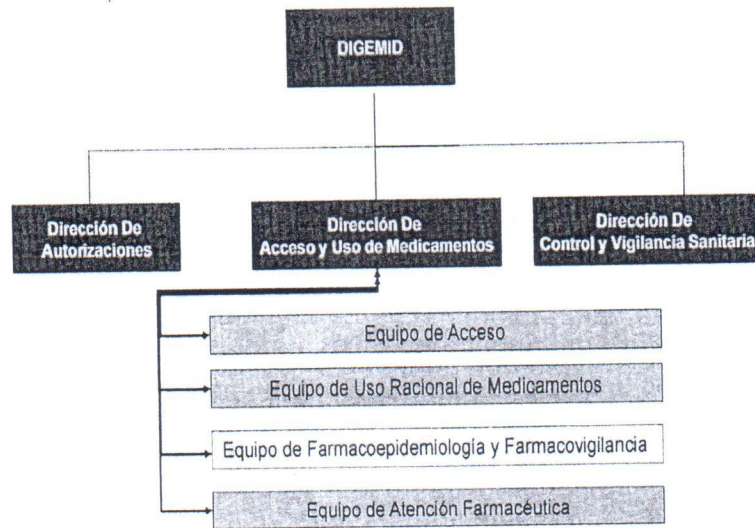 DIGEMID
Dirección De
Autorizaciones
Dirección De
Acceso y Uso de Medicamentos
Dirección De
Control y Vigilancia Sanitaria
Equipo de Acceso
Equipo de Uso Racional de Medicamentos
Equipo de Farmacoepidemiología y Farmacovigilancia
Equipo de Atención Farmacéutica